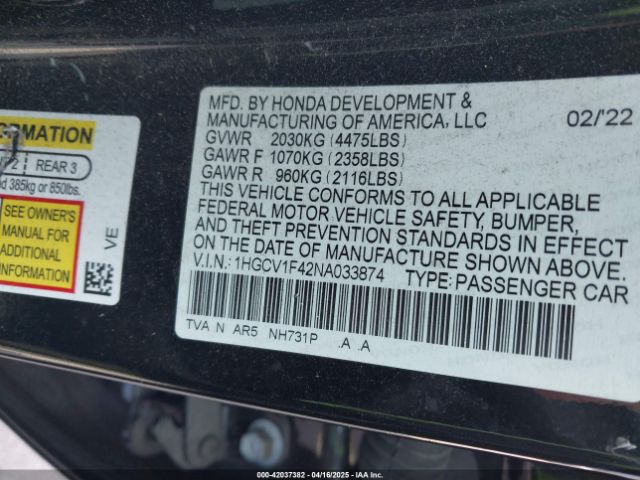 FORMATION
2 REAR 3
385kg or 850lbs.
SEE OWNER'S
MANUAL FOR
ADDITIONAL
INFORMATION
VE
MFD. BY HONDA DEVELOPMENT &
MANUFACTURING OF AMERICA, LLC 02/'22
GVWR 2030KG (4475LBS)
GAWR F 1070KG (2358LBS)
GAWR R 960KG (2116LBS)
THIS VEHICLE CONFORMS TO ALL APPLICABLE
FEDERAL MOTOR VEHICLE SAFETY, BUMPER,
AND THEFT PREVENTION STANDARDS IN EFFECT
ON THE DATE OF MANUFACTURE SHOWN ABOVE.
V.I.N.: 1HGCV1F42NA033874 TYPE: PASSENGER CAR
TVA N AR5 NH731P .A .A
000-42037382 - 04/16/2025 - IAA Inc.